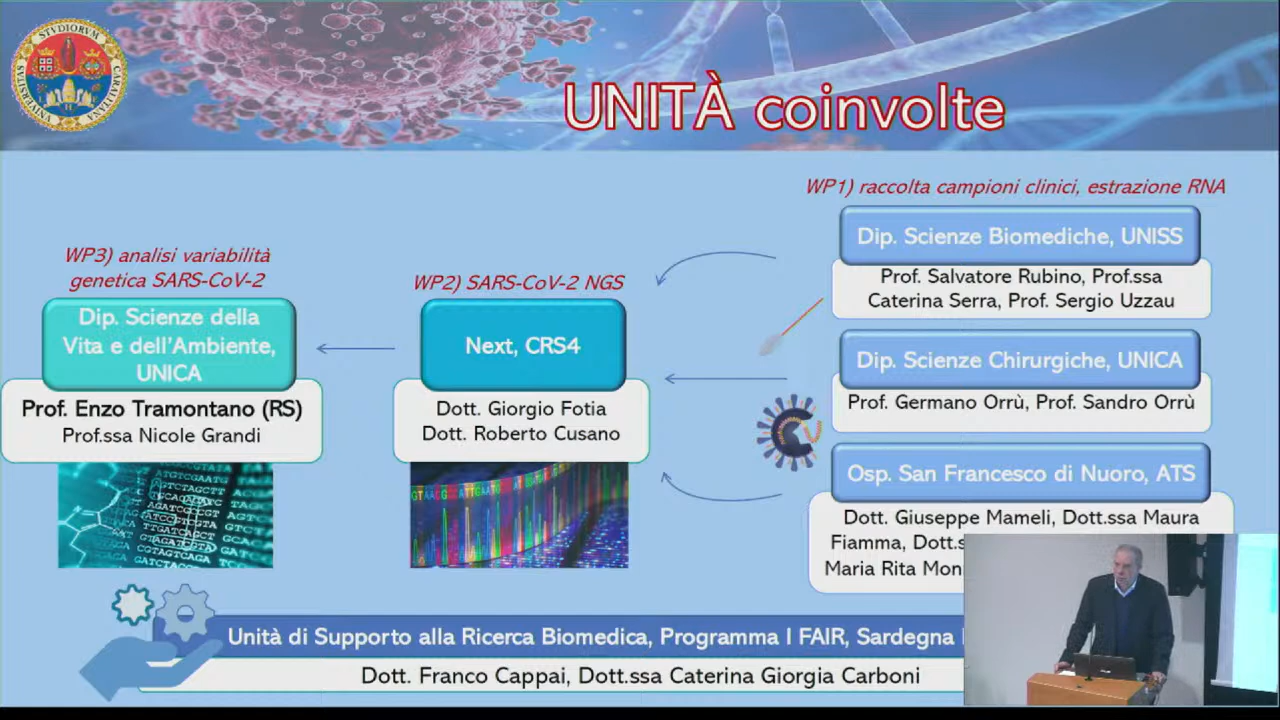 STVDIORVM
UNITÀ coinvolte
WP1) raccolta campioni clinici, estrazione RNA
Dip. Scienze Biomediche, UNISS
Prof. Salvatore Rubino, Prof.ssa
Caterina Serra, Prof. Sergio Uzzau
Dip. Scienze Chirurgiche, UNICA
Prof. Germano Orrù, Prof. Sandro Orrù
Osp. San Francesco di Nuoro, ATS
Dott. Giuseppe Mameli, Dott.ssa Maura
Fiamma, Dott.s
Maria Rita Mon
WP2) SARS-CoV-2 NGS
Next, CRS4
Dott. Giorgio Fotia
Dott. Roberto Cusano
WP3) analisi variabilità
genetica SARS-CoV-2
Dip. Scienze della
Vita e dell'Ambiente,
UNICA
Prof. Enzo Tramontano (RS)
Prof.ssa Nicole Grandi
Unità di Supporto alla Ricerca Biomedica, Programma I FAIR, Sardegna
Dott. Franco Cappai, Dott.ssa Caterina Giorgia Carboni